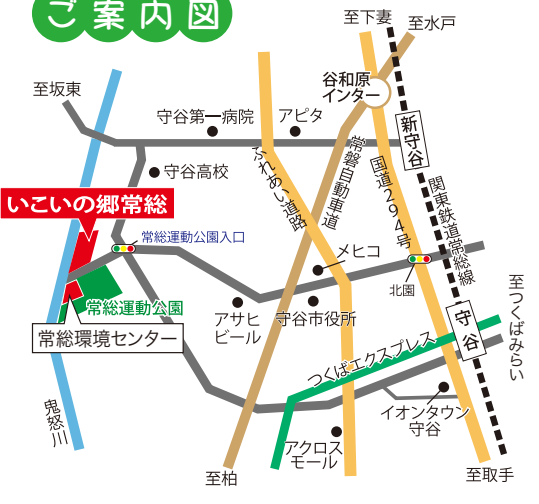 ご案内図
至下妻
至水戸
谷和原
インター
至坂東
守谷第一病院
アピタ
新守谷
守谷高校
ふれあい道路
常磐自動車道
国道294号
関東鉄道常総線
いこいの郷常総
常総運動公園入口
メヒコ
北園
至つくばみらい
常総運動公園
アサヒ
ビール
守谷市役所
守谷
常総環境センター
つくばエクスプレス
鬼怒川
イオンタウン
守谷
アクロス
モール
至柏
至取手